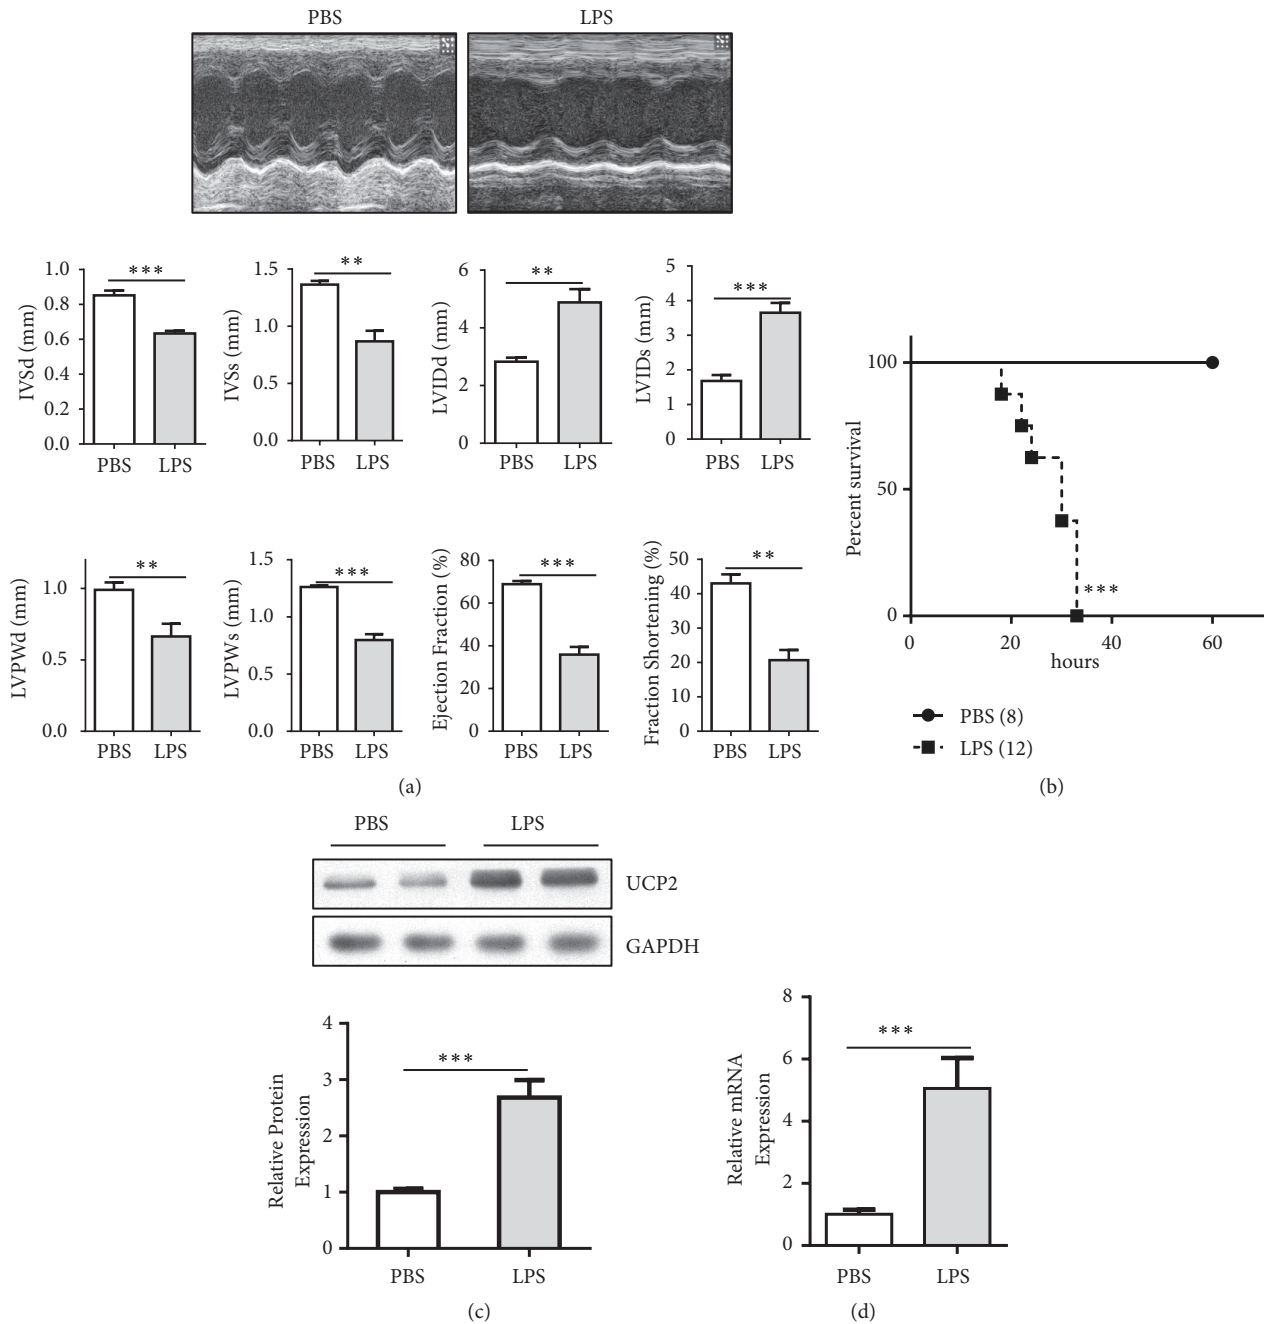 PBS LPS
*** ** ** ***
1.0 0.8 0.6 0.4 0.2 0.0
IVSd (mm)
PBS LPS
1.5 1.0 0.5 0.0
IVSs (mm)
PBS LPS
6 4 2 0
LVIDd (mm)
PBS LPS
5 4 3 2 1 0
LVIDs (mm)
PBS LPS
** *** *** **
1.0 0.5 0.0
LVPWd (mm)
PBS LPS
1.5 1.0 0.5 0.0
LVPWs (mm)
PBS LPS
80 60 40 20 0
Ejection Fraction (%)
PBS LPS
50 40 30 20 10 0
Fraction Shortening (%)
PBS LPS
(a)
100 50 0
Percent survival
***
0 20 40 60
hours
PBS (8)
LPS (12)
(b)
PBS LPS
UCP2
GAPDH
4 3 2 1 0
Relative Protein
Expression
***
PBS LPS
(c)
8 6 4 2 0
Relative mRNA
Expression
***
PBS LPS
(d)